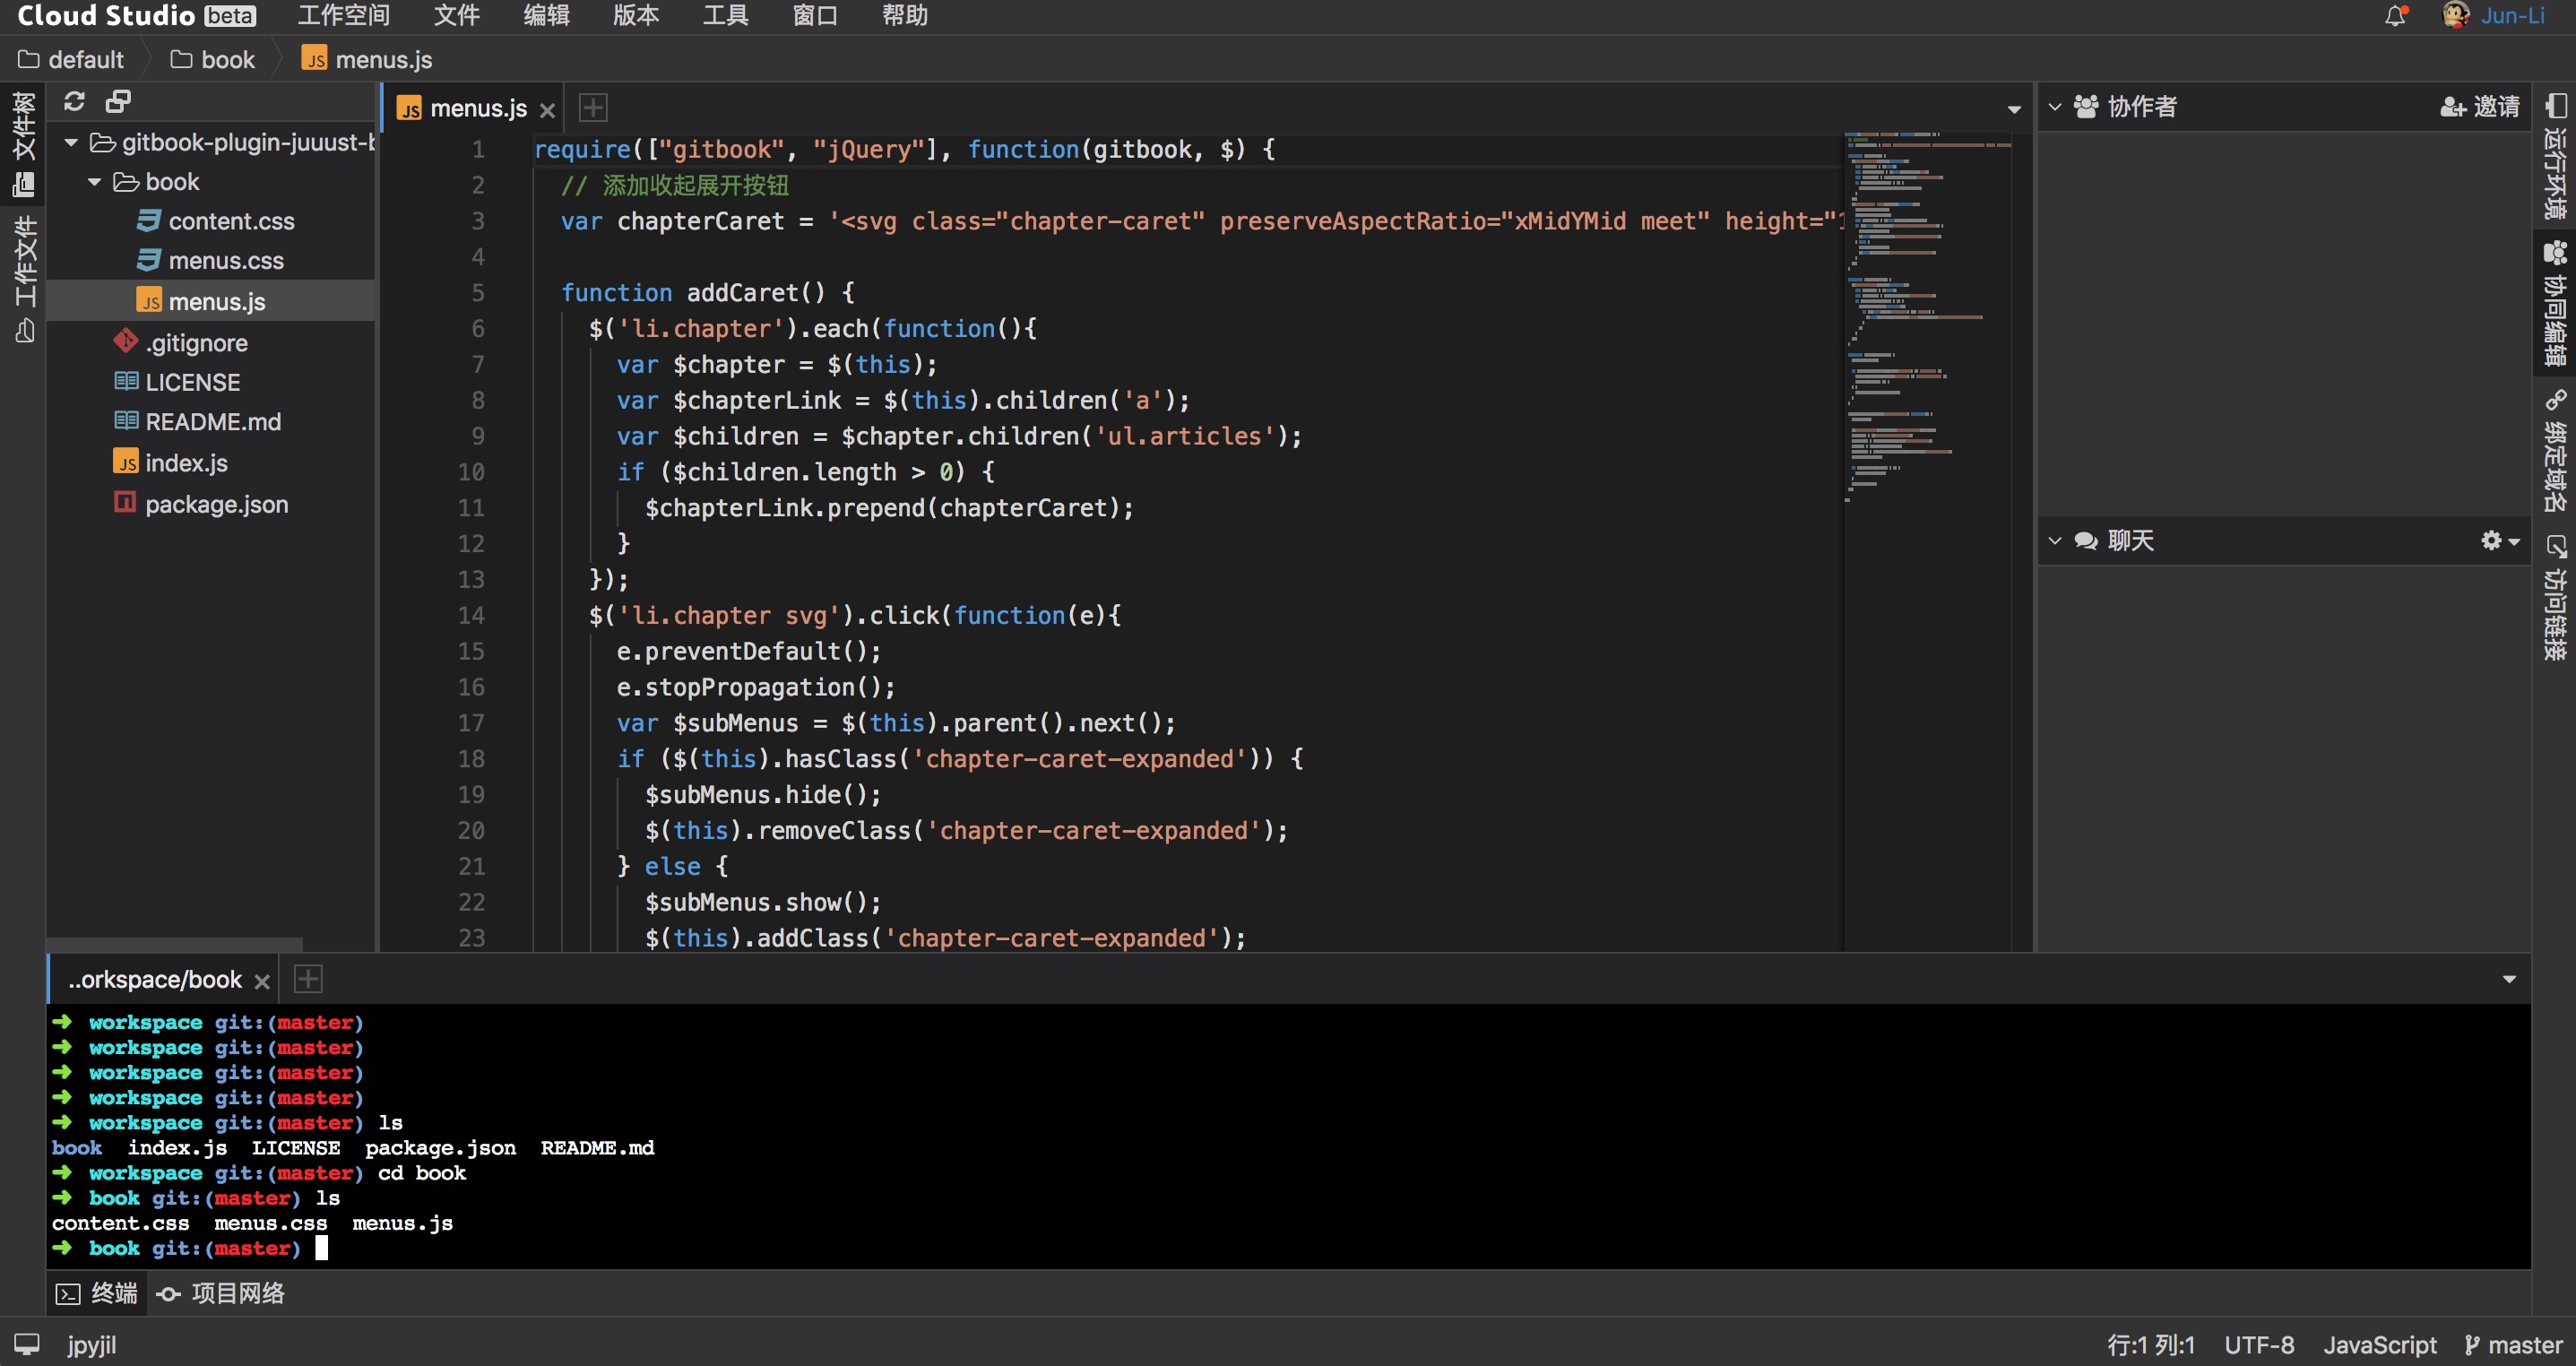 Cloud Studio beta 工作空间 文件 编辑 版本 工具 窗口 帮助 Jun-Li
default book JS menus.js
文件树
工作文件
gitbook-plugin-juuust-b
book
content.css
menus.css
JS menus.js
.gitignore
LICENSE
README.md
JS index.js
package.json
JS menus.js
1 require(["gitbook", "jQuery"], function(gitbook, $) {
2 // 添加收起展开按钮
3 var chapterCaret = '<svg class="chapter-caret" preserveAspectRatio="xMidYMid meet" height="1
4
5 function addCaret() {
6 $('li.chapter').each(function(){
7 var $chapter = $(this);
8 var $chapterLink = $(this).children('a');
9 var $children = $chapter.children('ul.articles');
10 if ($children.length > 0) {
11 $chapterLink.prepend(chapterCaret);
12 }
13 });
14 $('li.chapter svg').click(function(e){
15 e.preventDefault();
16 e.stopPropagation();
17 var $subMenus = $(this).parent().next();
18 if ($(this).hasClass('chapter-caret-expanded')) {
19 $subMenus.hide();
20 $(this).removeClass('chapter-caret-expanded');
21 } else {
22 $subMenus.show();
23 $(this).addClass('chapter-caret-expanded');
协作者 邀请
聊天
运行环境
协同编辑
绑定域名
访问链接
..orkspace/book
➜ workspace git:(master)
➜ workspace git:(master)
➜ workspace git:(master)
➜ workspace git:(master)
➜ workspace git:(master) ls
book index.js LICENSE package.json README.md
➜ workspace git:(master) cd book
➜ book git:(master) ls
content.css menus.css menus.js
➜ book git:(master)
终端 项目网络
jpyjil 行:1 列:1 UTF-8 JavaScript master